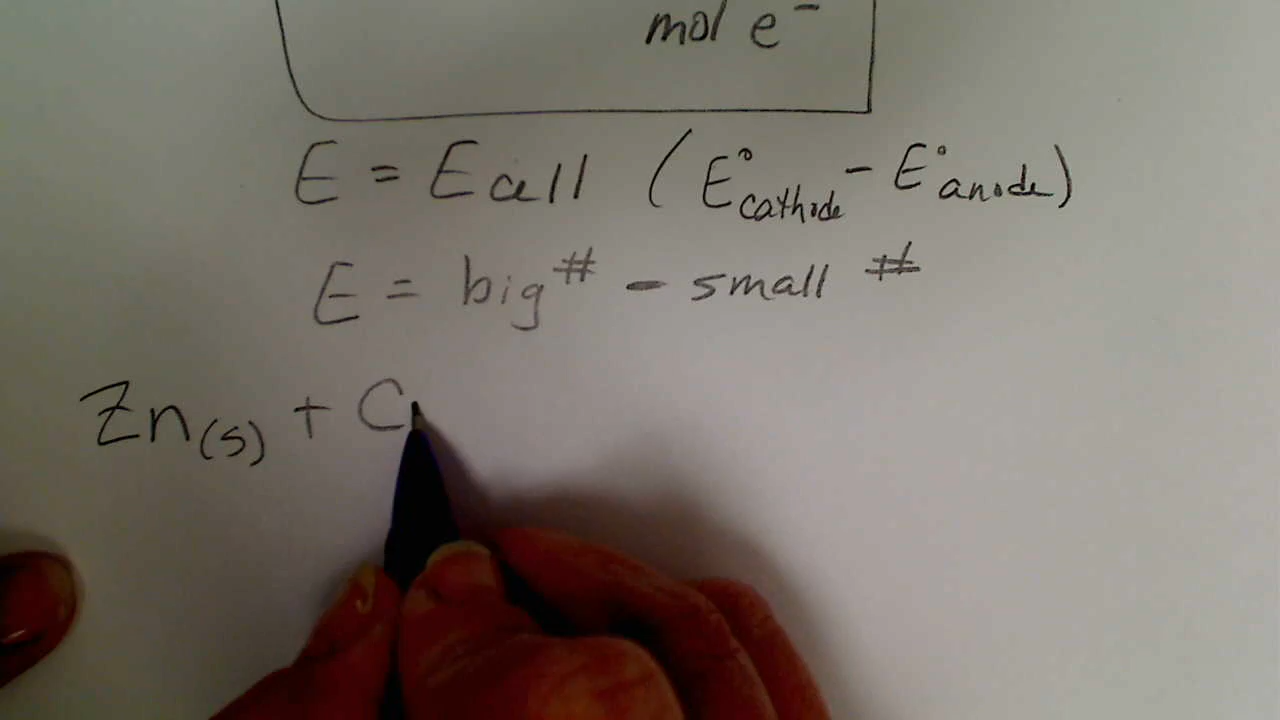 mol e⁻
E = Ecell (E°cathode - E°anode)
E = big # - small #
Zn(s) + C